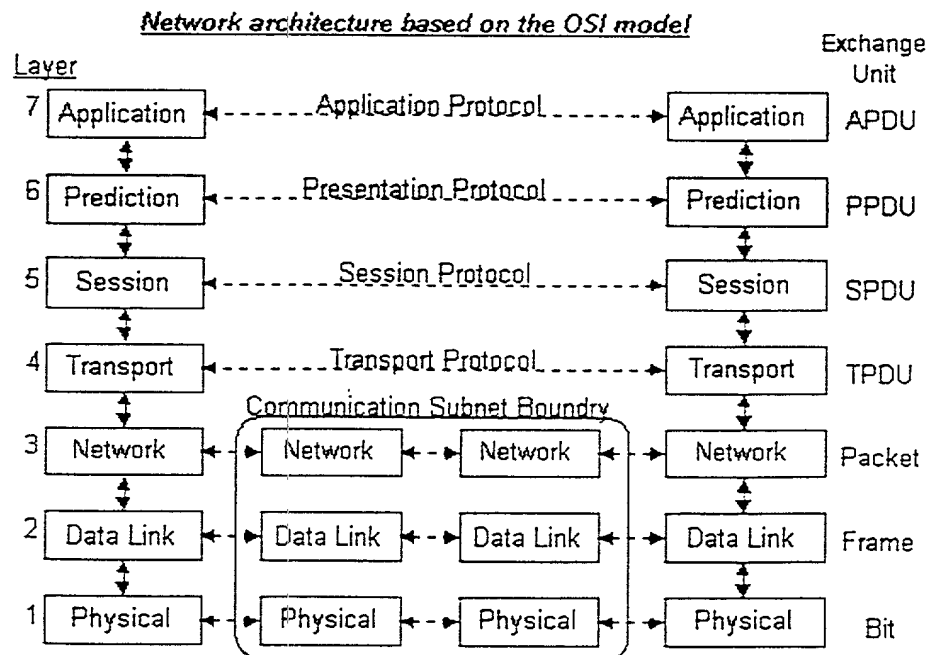 Network architecture based on the OSI model
Exchange
Unit
Layer
7 Application Application Protocol Application APDU
6 Prediction Presentation Protocol Prediction PPDU
5 Session Session Protocol Session SPDU
4 Transport Transport Protocol Transport TPDU
Communication Subnet Boundry
3 Network Network Network Network Packet
2 Data Link Data Link Data Link Data Link Frame
1 Physical Physical Physical Physical Bit